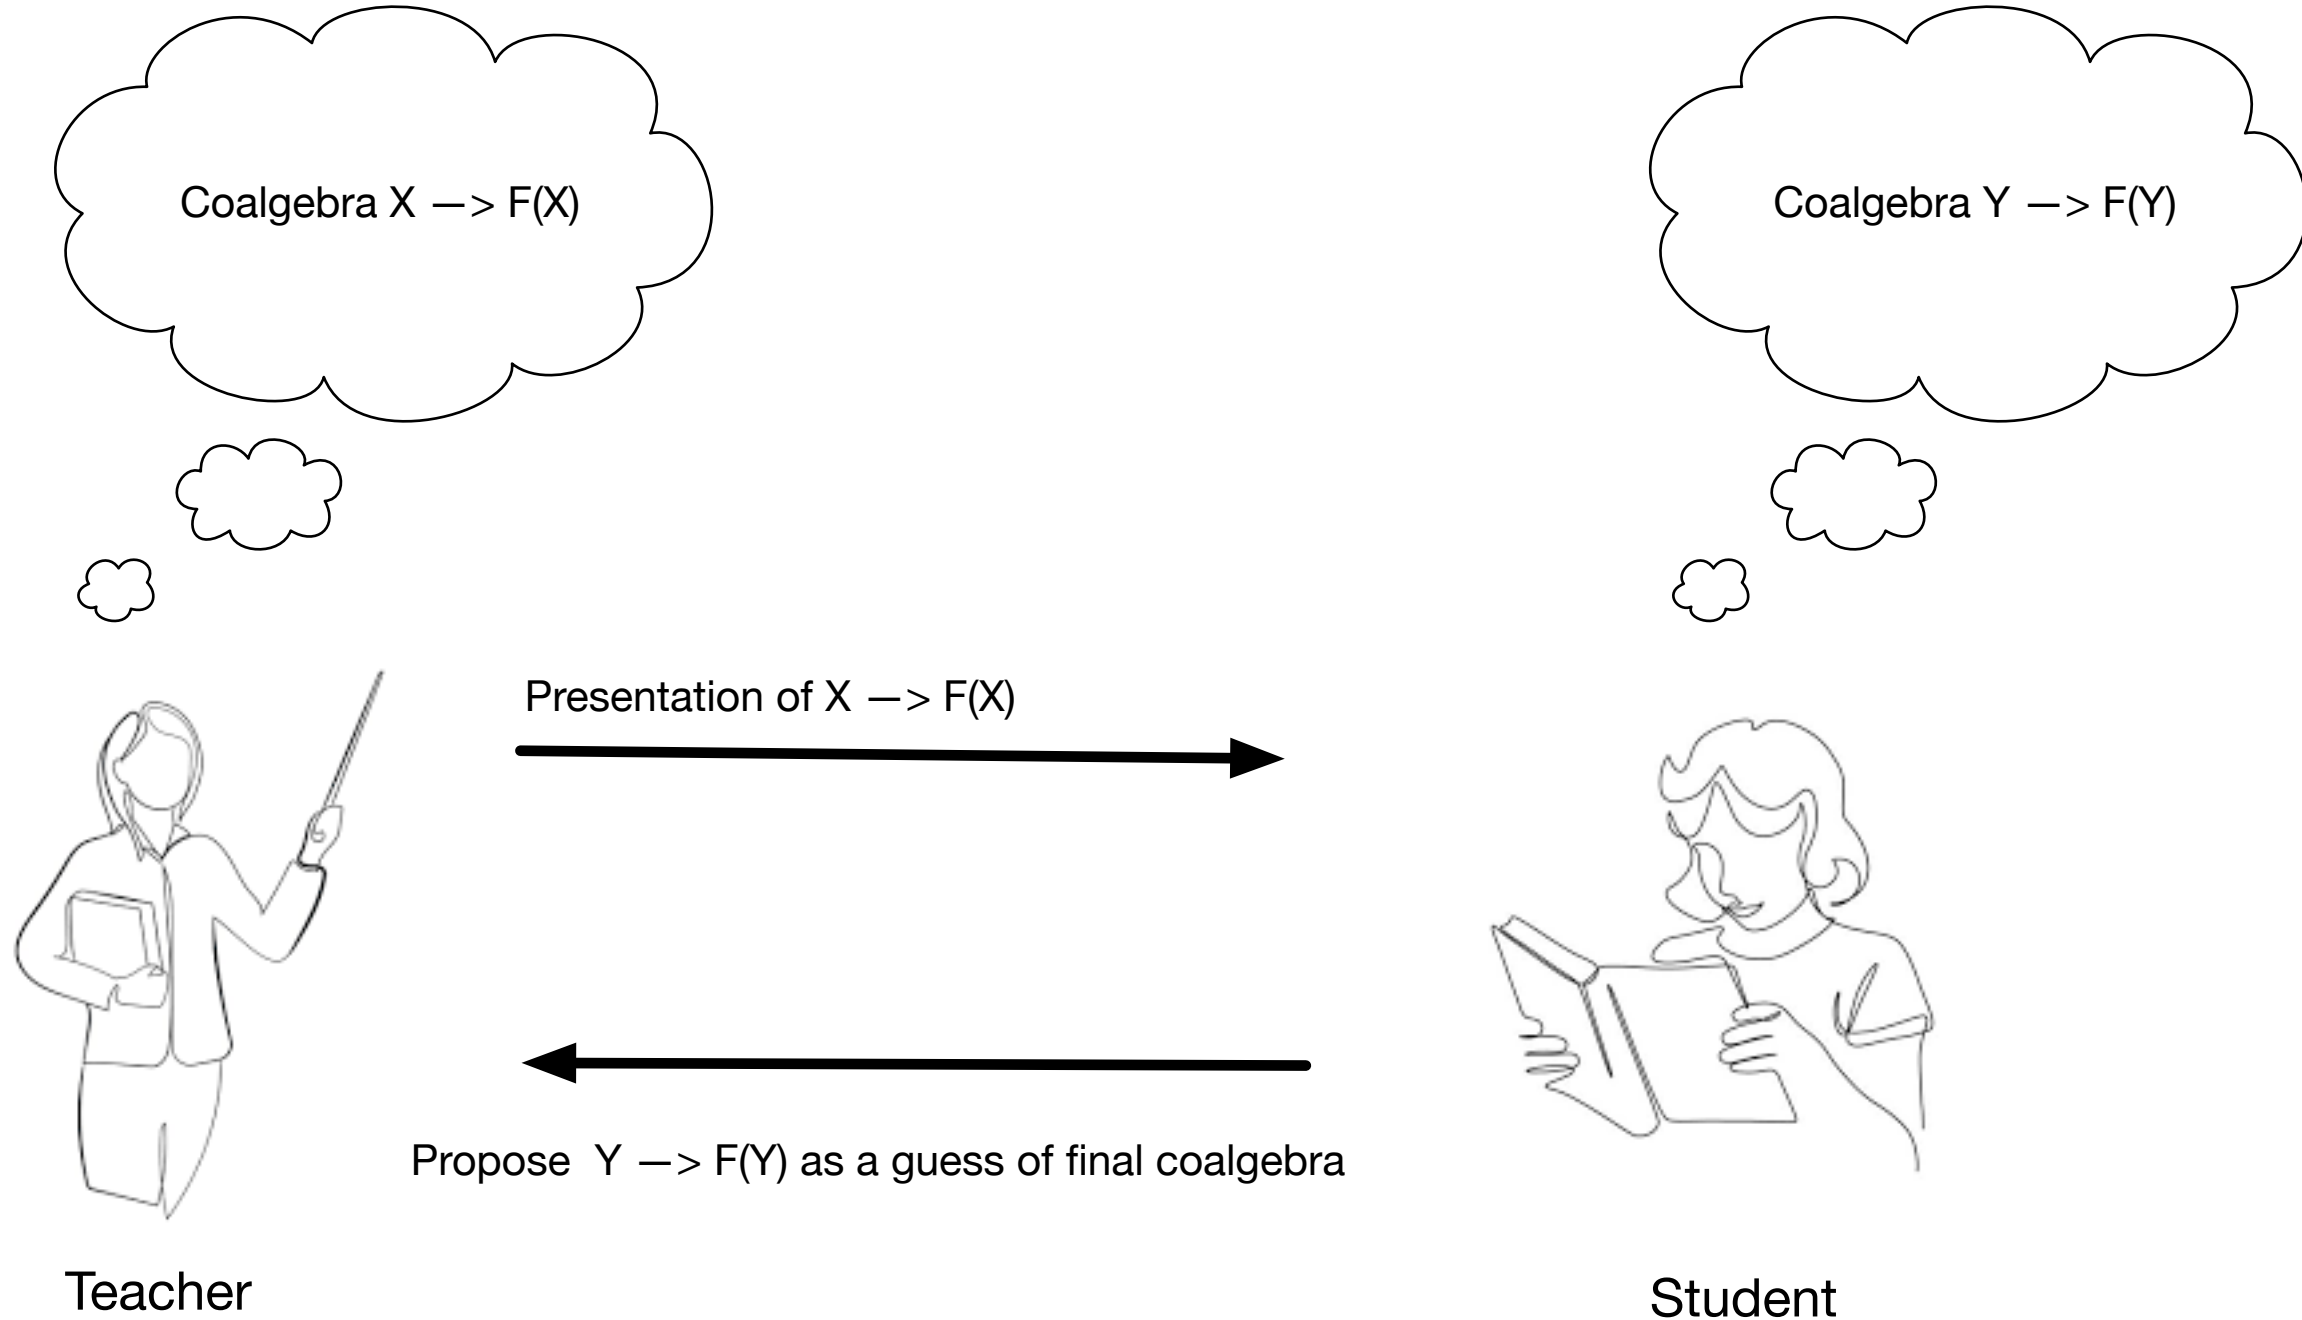 Coalgebra X —> F(X)
Coalgebra Y —> F(Y)
Presentation of X —> F(X)
Propose Y —> F(Y) as a guess of final coalgebra
Teacher
Student